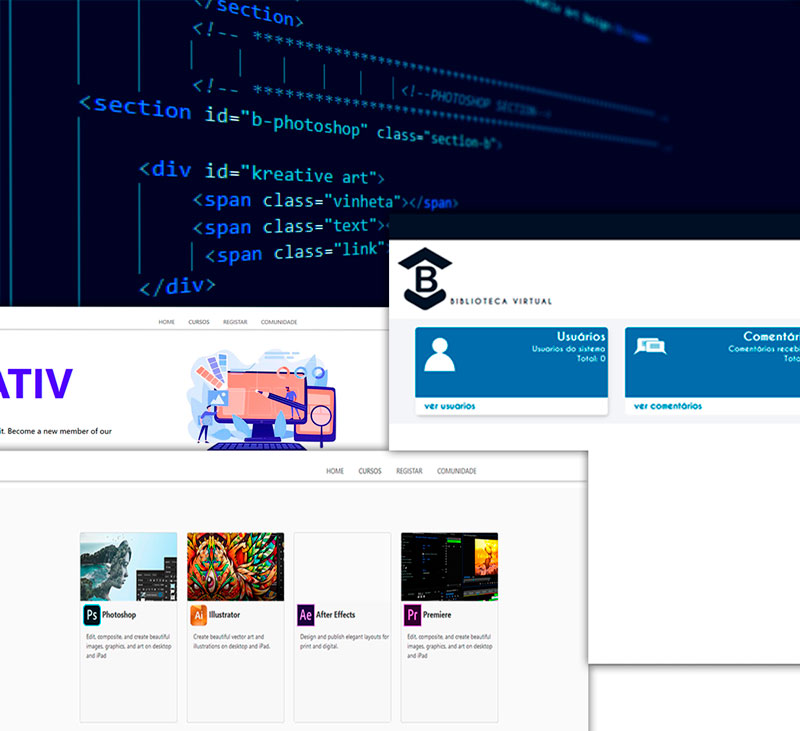 </section>
<!-- ************************************
<!-- ************************************
<!--PHOTOSHOP SECTION-->
<section id="b-photoshop" class="section-b">
<div id="kreative art">
<span class="vinheta"></span>
<span class="text"><
<span class="link"
</div>
B
BIBLIOTECA VIRTUAL
Usuários
Usuarios do sistema
Total: 0
ver usuarios
Comentári
Comentários receb
Tota
ver comentários
HOME CURSOS REGISTAR COMUNIDADE
ATIV
it. Become a new member of our
HOME CURSOS REGISTAR COMUNIDADE
Ps Photoshop
Edit, composite, and create beautiful
images, graphics, and art on desktop
and iPad
Ai Illustrator
Create beautiful vector art and
illustrations on desktop and iPad.
Ae After Effects
Design and publish elegant layouts for
print and digital.
Pr Premiere
Edit, composite, and create beautiful
images, graphics, and art on desktop
and iPad